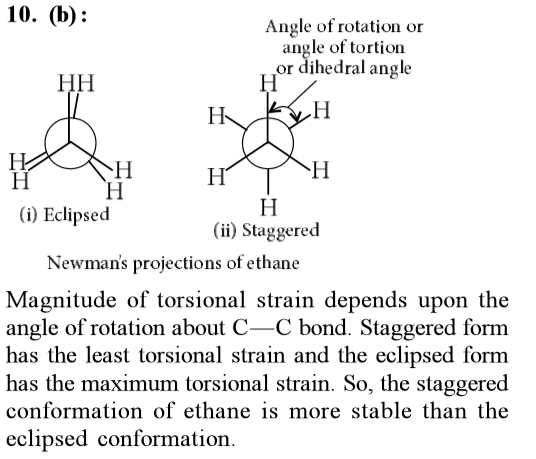 10. (b):
Angle of rotation or
angle of tortion
or dihedral angle
HH
H
H
H
H
H
H
H
H
H
H
H
(i) Eclipsed
(ii) Staggered
Newman's projections of ethane
Magnitude of torsional strain depends upon the
angle of rotation about C—C bond. Staggered form
has the least torsional strain and the eclipsed form
has the maximum torsional strain. So, the staggered
conformation of ethane is more stable than the
eclipsed conformation.